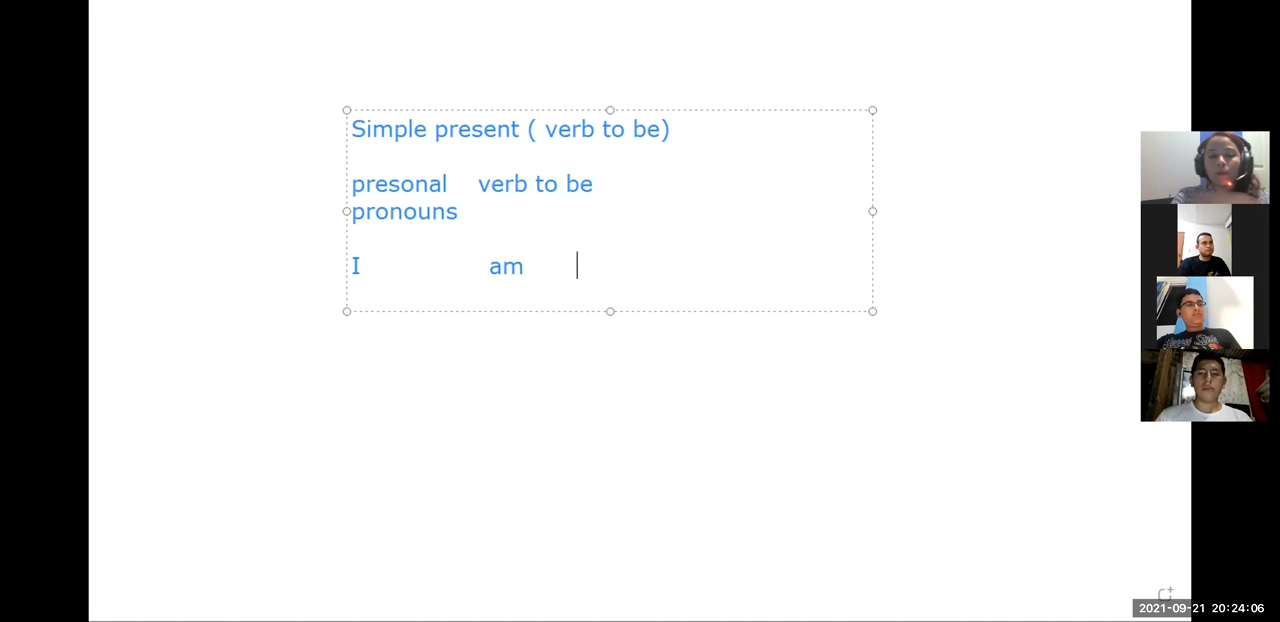 Simple present ( verb to be)
presonal verb to be
pronouns
I am
2021-09-21 20:24:06